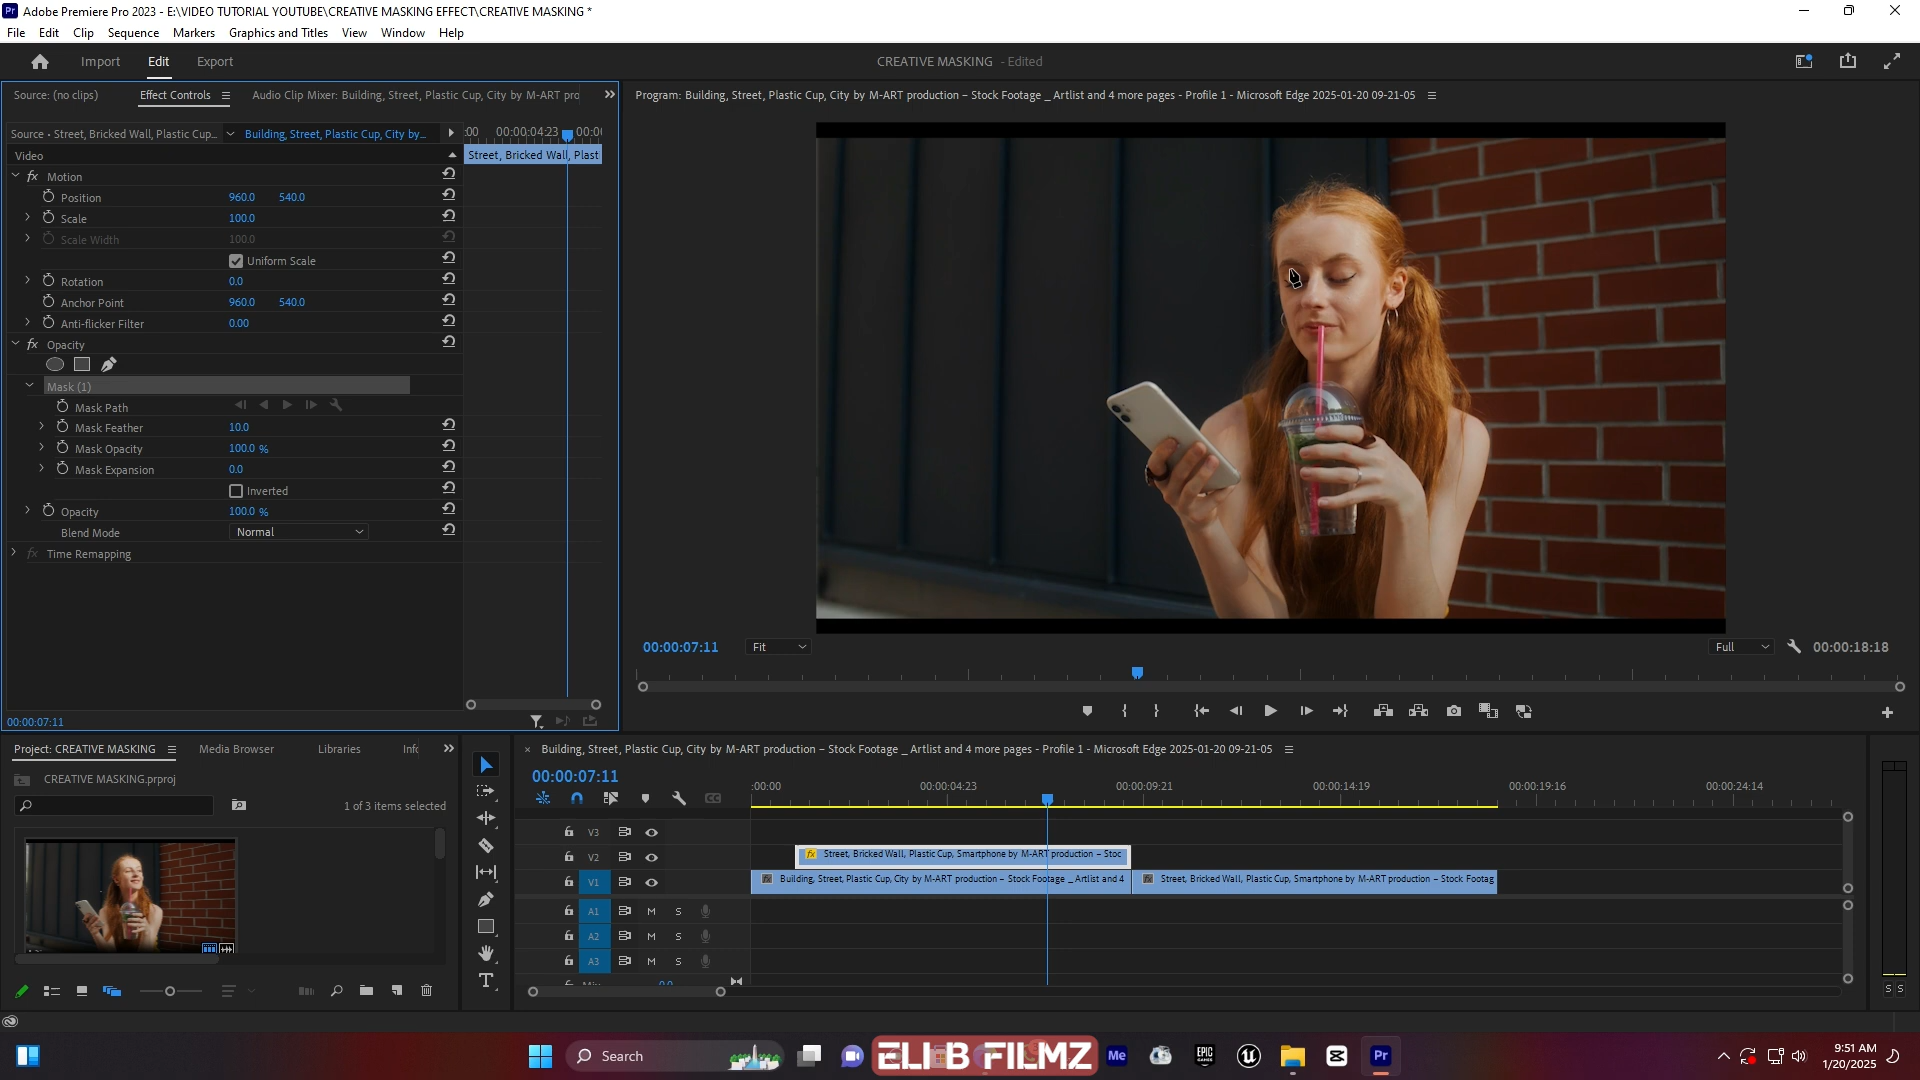 Adobe Premiere Pro 2023 - E:\VIDEO TUTORIAL YOUTUBE\CREATIVE MASKING EFFECT\CREATIVE MASKING *
File Edit Clip Sequence Markers Graphics and Titles View Window Help
Import Edit Export
CREATIVE MASKING - Edited
Source: (no clips) Effect Controls Audio Clip Mixer: Building, Street, Plastic Cup, City by M-ART pro
Program: Building, Street, Plastic Cup, City by M-ART production – Stock Footage _ Artlist and 4 more pages - Profile 1 - Microsoft Edge 2025-01-20 09-21-05
Source • Street, Bricked Wall, Plastic Cup... Building, Street, Plastic Cup, City by...
:00 00:00:04:23 00:00
Video
Street, Bricked Wall, Plast
fx Motion
Position 960.0 540.0
Scale 100.0
Scale Width 100.0
Uniform Scale
Rotation 0.0
Anchor Point 960.0 540.0
Anti-flicker Filter 0.00
fx Opacity
Mask (1)
Mask Path
Mask Feather 10.0
Mask Opacity 100.0 %
Mask Expansion 0.0
Inverted
Opacity 100.0 %
Blend Mode Normal
fx Time Remapping
00:00:07:11
00:00:07:11 Fit Full 00:00:18:18
Project: CREATIVE MASKING Media Browser Libraries Info
CREATIVE MASKING.prproj
1 of 3 items selected
× Building, Street, Plastic Cup, City by M-ART production – Stock Footage _ Artlist and 4 more pages - Profile 1 - Microsoft Edge 2025-01-20 09-21-05
00:00:07:11
:00:00 00:00:04:23 00:00:09:21 00:00:14:19 00:00:19:16 00:00:24:14
V3
V2
fx Street, Bricked Wall, Plastic Cup, Smartphone by M-ART production – Stoc
V1
fx Building, Street, Plastic Cup, City by M-ART production – Stock Footage _ Artlist and 4
fx Street, Bricked Wall, Plastic Cup, Smartphone by M-ART production – Stock Footag
A1 M S
A2 M S
A3 M S
S S
Search
ELI B FILMZ
Me
EPIC GAMES
Pr
9:51 AM
1/20/2025